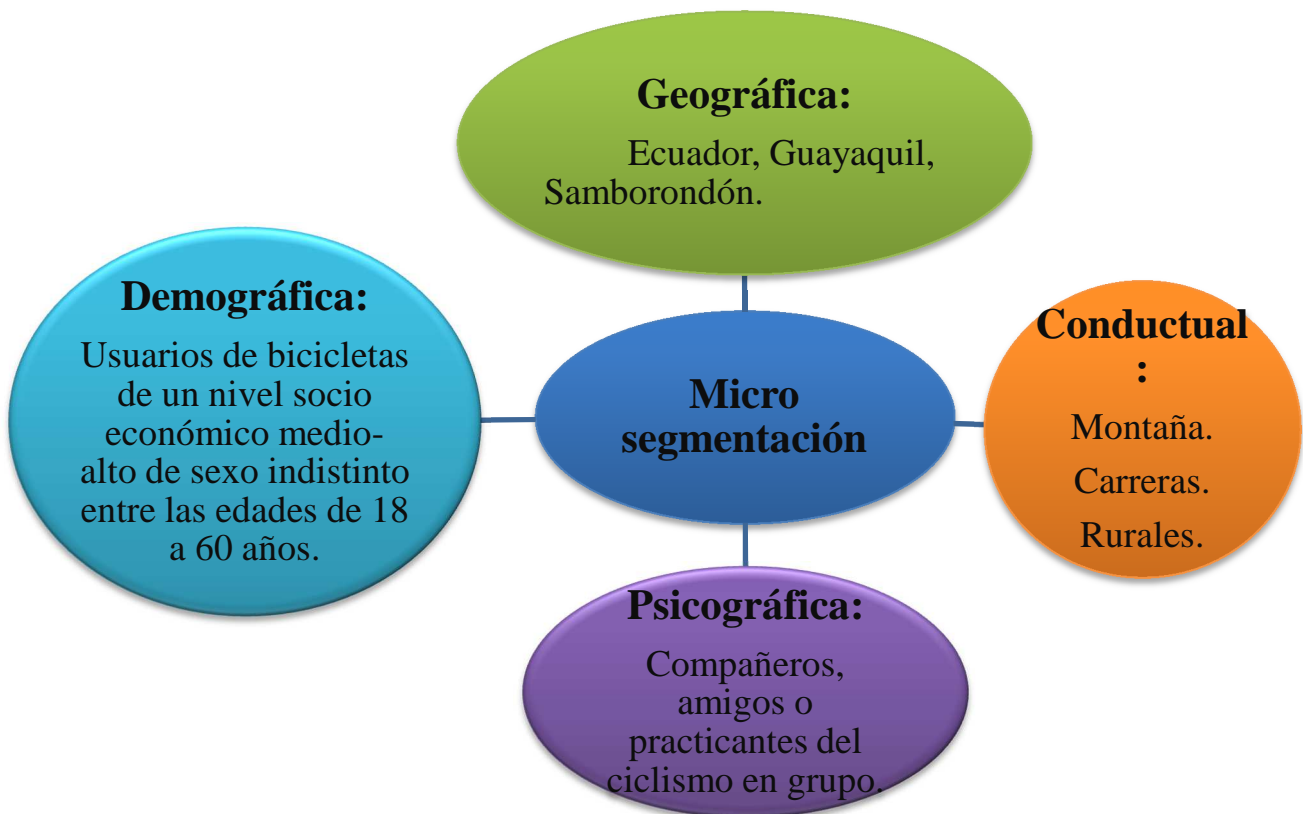 Geográfica:
Ecuador, Guayaquil,
Samborondón.
Demográfica:
Usuarios de bicicletas
de un nivel socio
económico medio-
alto de sexo indistinto
entre las edades de 18
a 60 años.
Micro
segmentación
Conductual
:
Montaña.
Carreras.
Rurales.
Psicográfica:
Compañeros,
amigos o
practicantes del
ciclismo en grupo.